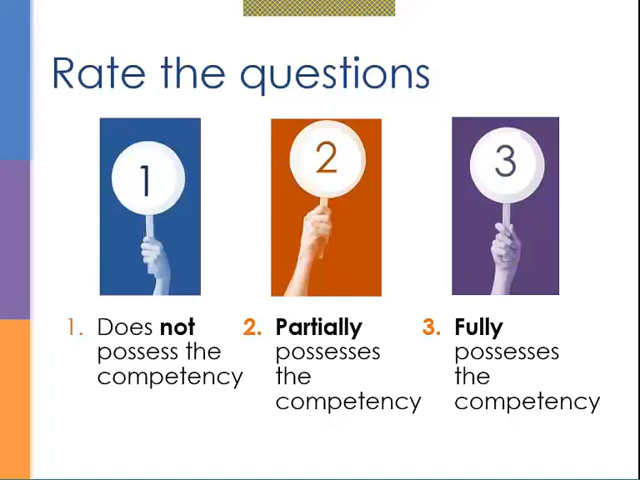 Rate the questions
1
2
3
1. Does not
possess the
competency
2. Partially
possesses
the
competency
3. Fully
possesses
the
competency